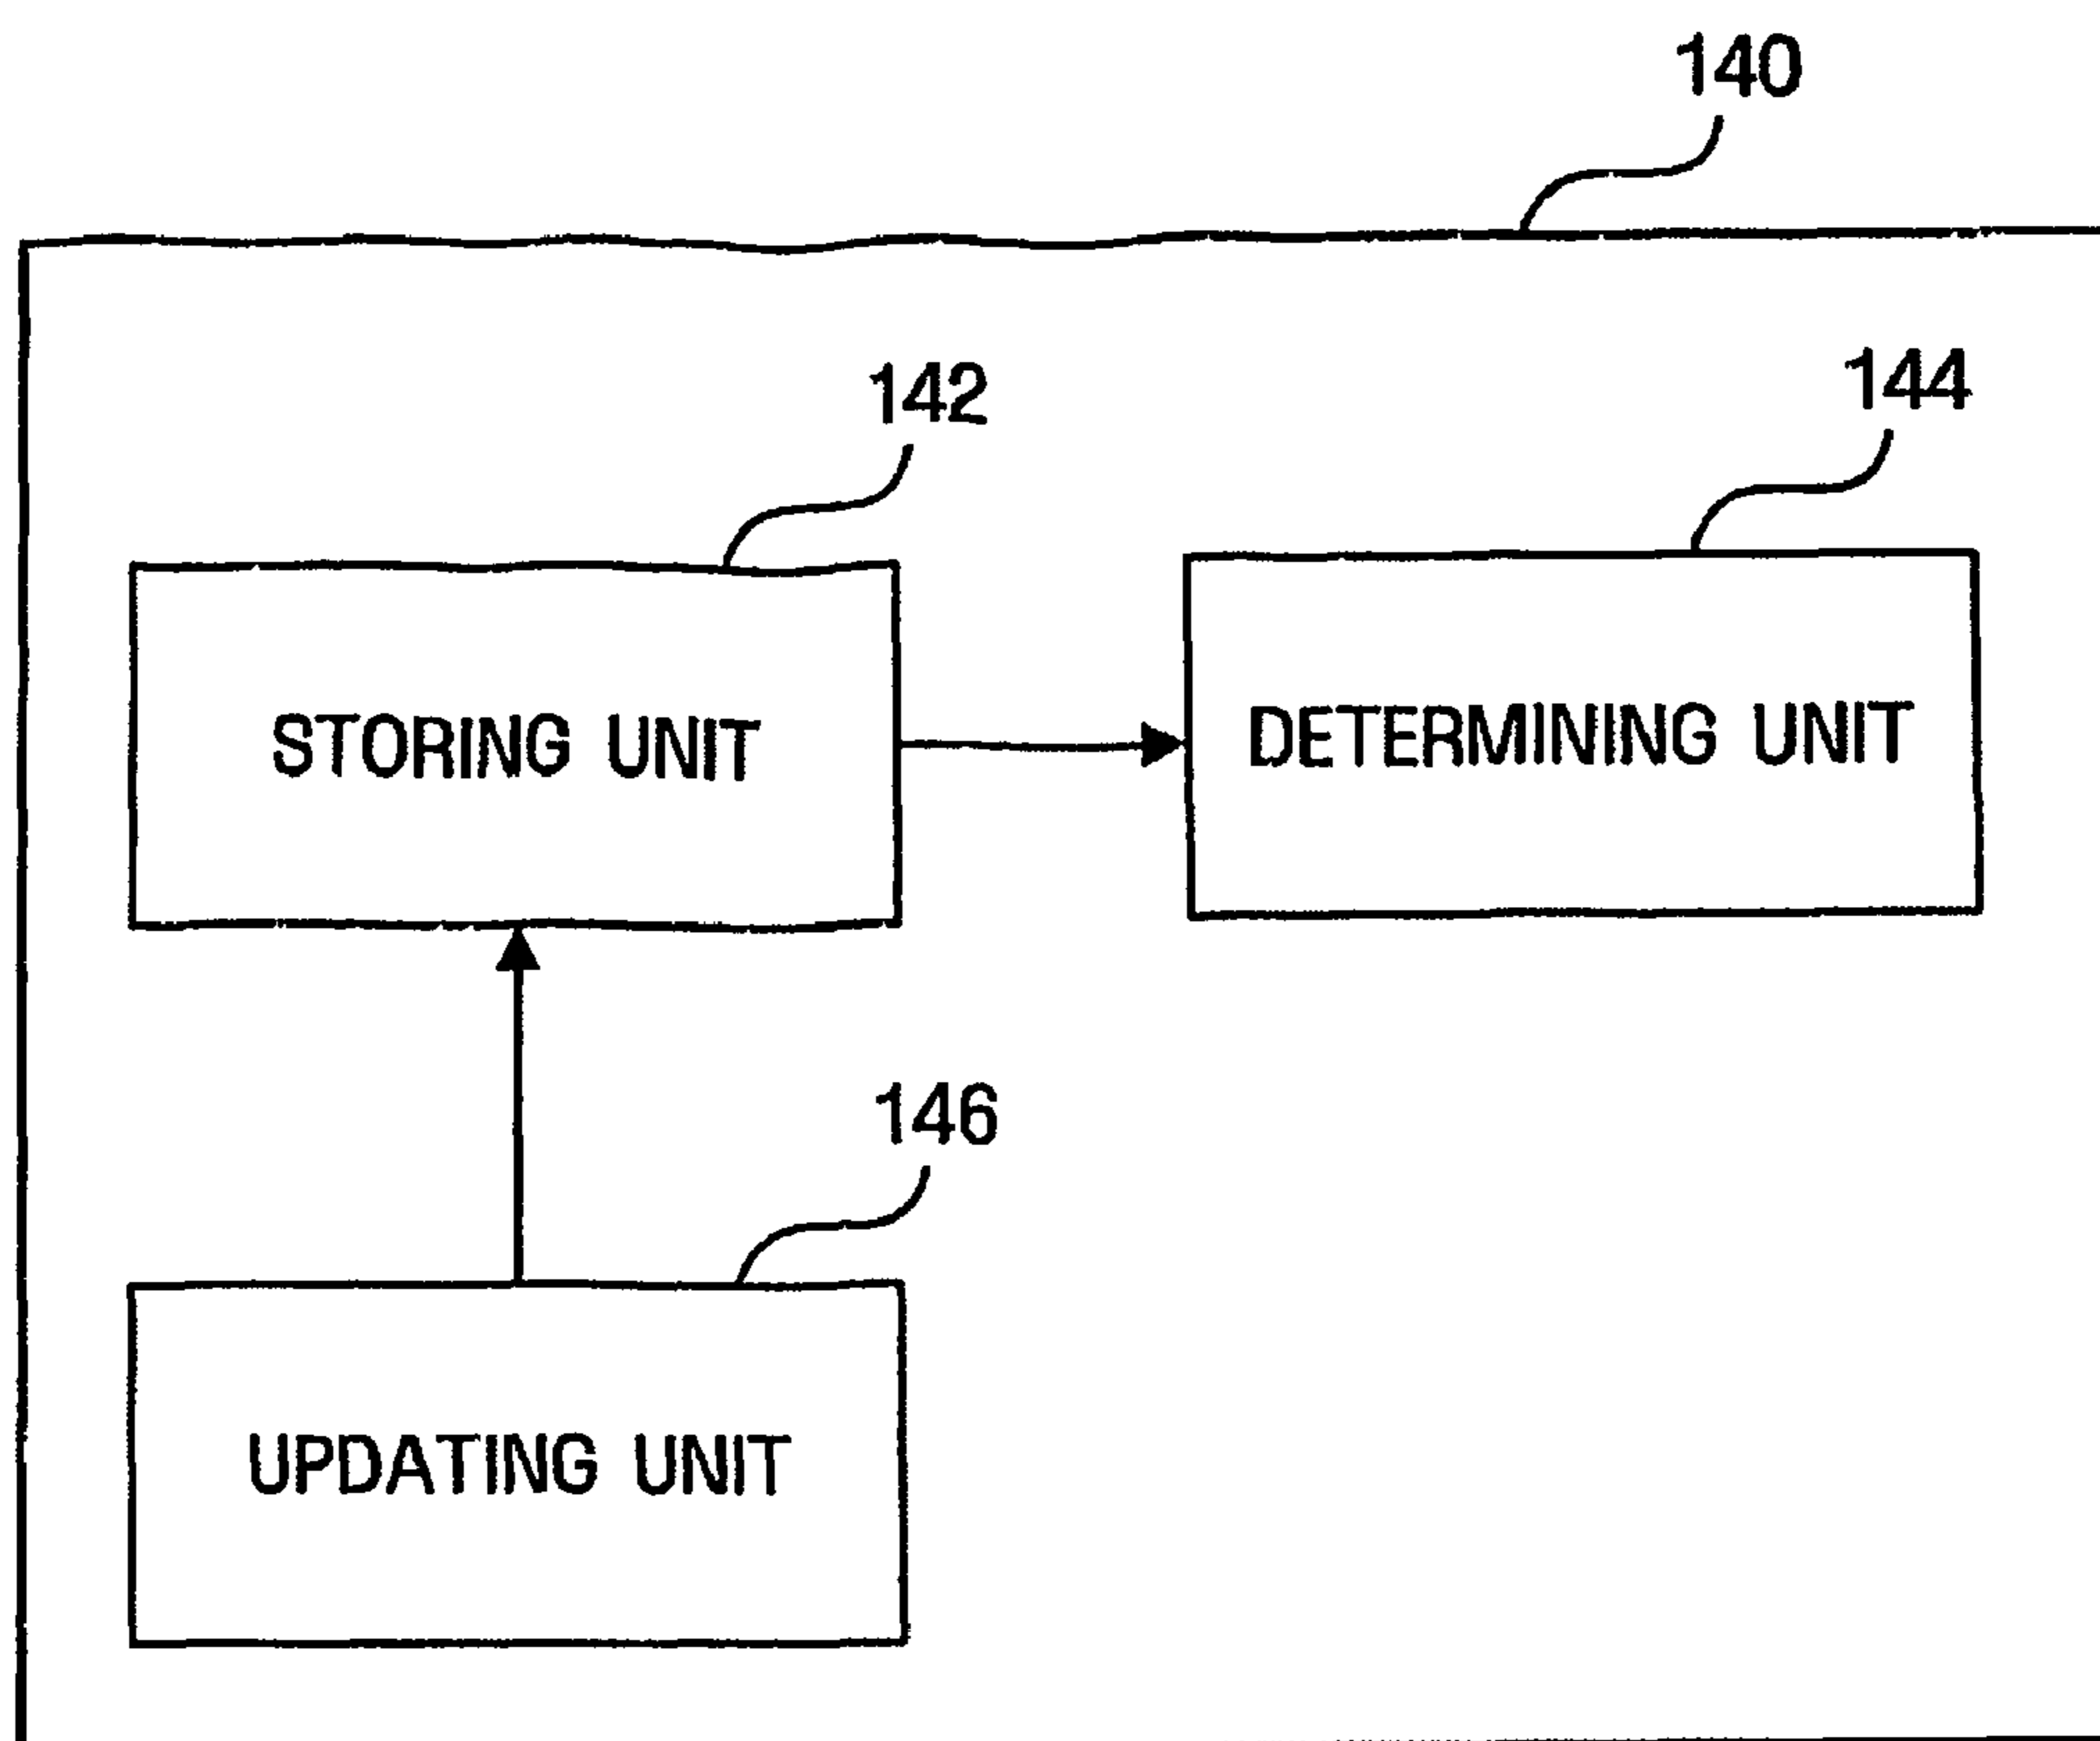 140
142
144
STORING UNIT
DETERMINING UNIT
146
UPDATING UNIT